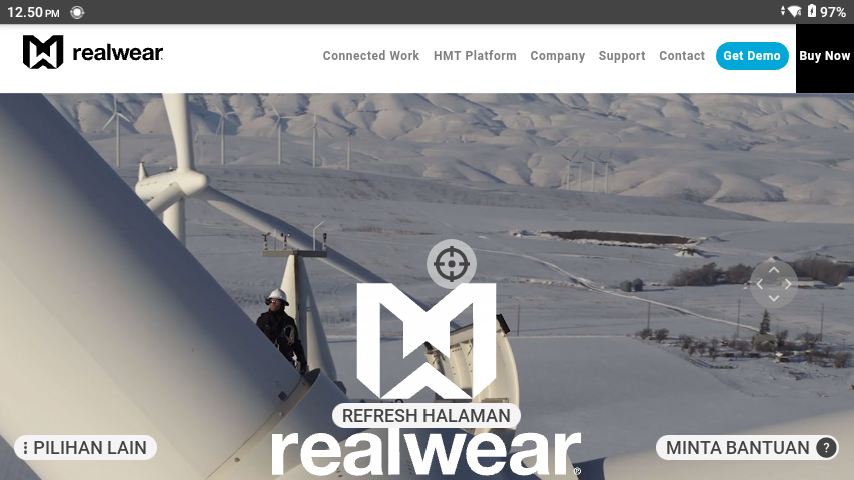 12.50 PM
97%
realwear
Connected Work
HMT Platform
Company
Support
Contact
Get Demo
Buy Now
REFRESH HALAMAN
PILIHAN LAIN
realwear®
MINTA BANTUAN ?